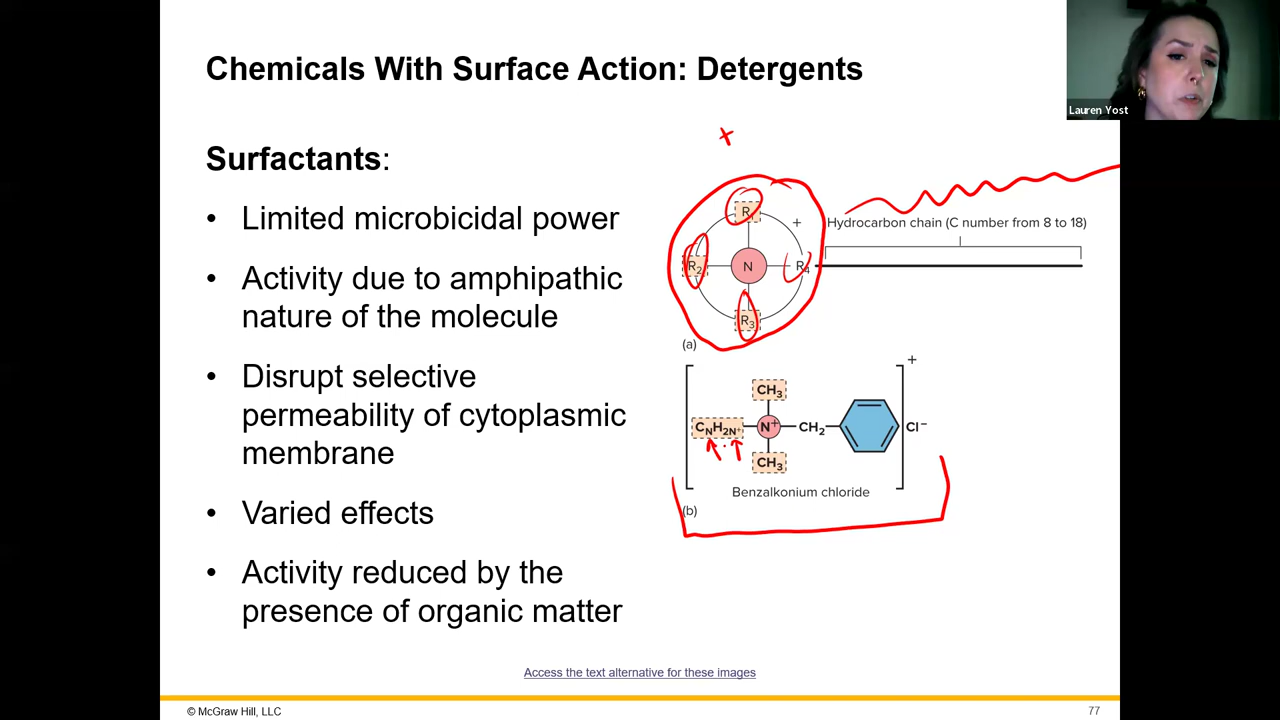 Chemicals With Surface Action: Detergents
Lauren Yost
Surfactants:
• Limited microbicidal power
• Activity due to amphipathic
nature of the molecule
• Disrupt selective
permeability of cytoplasmic
membrane
• Varied effects
• Activity reduced by the
presence of organic matter
+
R
+
Hydrocarbon chain (C number from 8 to 18)
R2
N
R4
R3
(a)
+
CH3
CNH2N+
N+
CH2
Cl−
CH3
Benzalkonium chloride
(b)
Access the text alternative for these images
© McGraw Hill, LLC
77